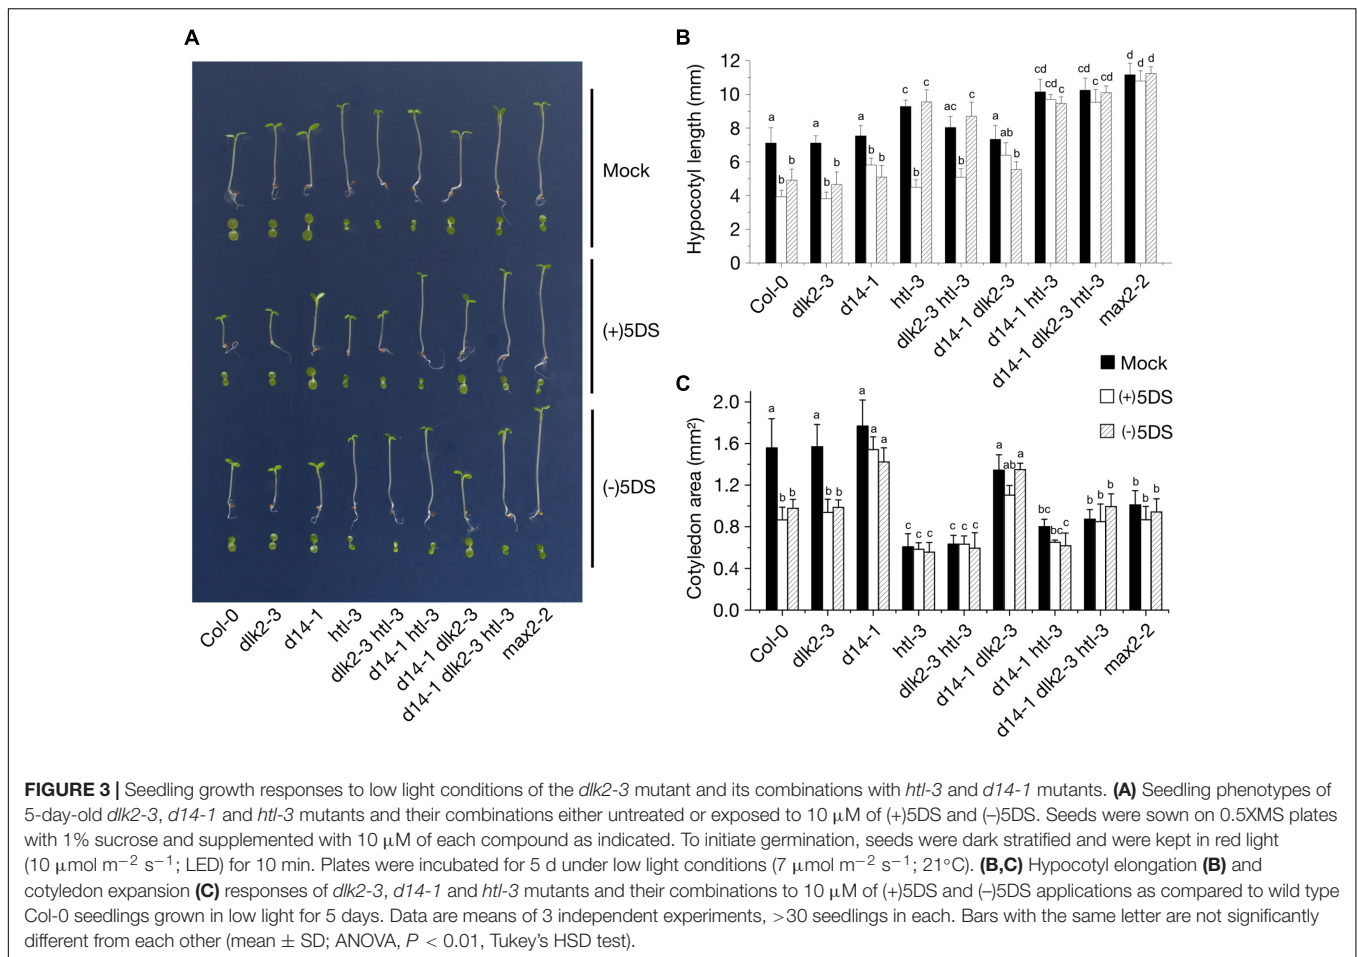 A
Mock
(+)5DS
(-)5DS
Col-0
dlk2-3
d14-1
htl-3
dlk2-3 htl-3
d14-1 htl-3
d14-1 dlk2-3
d14-1 dlk2-3 htl-3
max2-2
B
Hypocotyl length (mm)
12
10
8
6
4
2
0
a b b
a b b
a b b
c b c
ac b c
a ab b
cd cd c
cd c cd
d d d
Col-0
dlk2-3
d14-1
htl-3
dlk2-3 htl-3
d14-1 dlk2-3
d14-1 htl-3
d14-1 dlk2-3 htl-3
max2-2
Mock
(+)5DS
(-)5DS
C
Cotyledon area (mm²)
2.0
1.6
1.2
0.8
0.4
0.0
a b b
a b b
a a a
c c c
c c c
a ab a
bc bc c
b b b
b b b
Col-0
dlk2-3
d14-1
htl-3
dlk2-3 htl-3
d14-1 dlk2-3
d14-1 htl-3
d14-1 dlk2-3 htl-3
max2-2
FIGURE 3 | Seedling growth responses to low light conditions of the dlk2-3 mutant and its combinations with htl-3 and d14-1 mutants. (A) Seedling phenotypes of
5-day-old dlk2-3, d14-1 and htl-3 mutants and their combinations either untreated or exposed to 10 μM of (+)5DS and (–)5DS. Seeds were sown on 0.5XMS plates
with 1% sucrose and supplemented with 10 μM of each compound as indicated. To initiate germination, seeds were dark stratified and were kept in red light
(10 μmol m⁻² s⁻¹; LED) for 10 min. Plates were incubated for 5 d under low light conditions (7 μmol m⁻² s⁻¹; 21°C). (B,C) Hypocotyl elongation (B) and
cotyledon expansion (C) responses of dlk2-3, d14-1 and htl-3 mutants and their combinations to 10 μM of (+)5DS and (–)5DS applications as compared to wild type
Col-0 seedlings grown in low light for 5 days. Data are means of 3 independent experiments, >30 seedlings in each. Bars with the same letter are not significantly
different from each other (mean ± SD; ANOVA, P < 0.01, Tukey's HSD test).